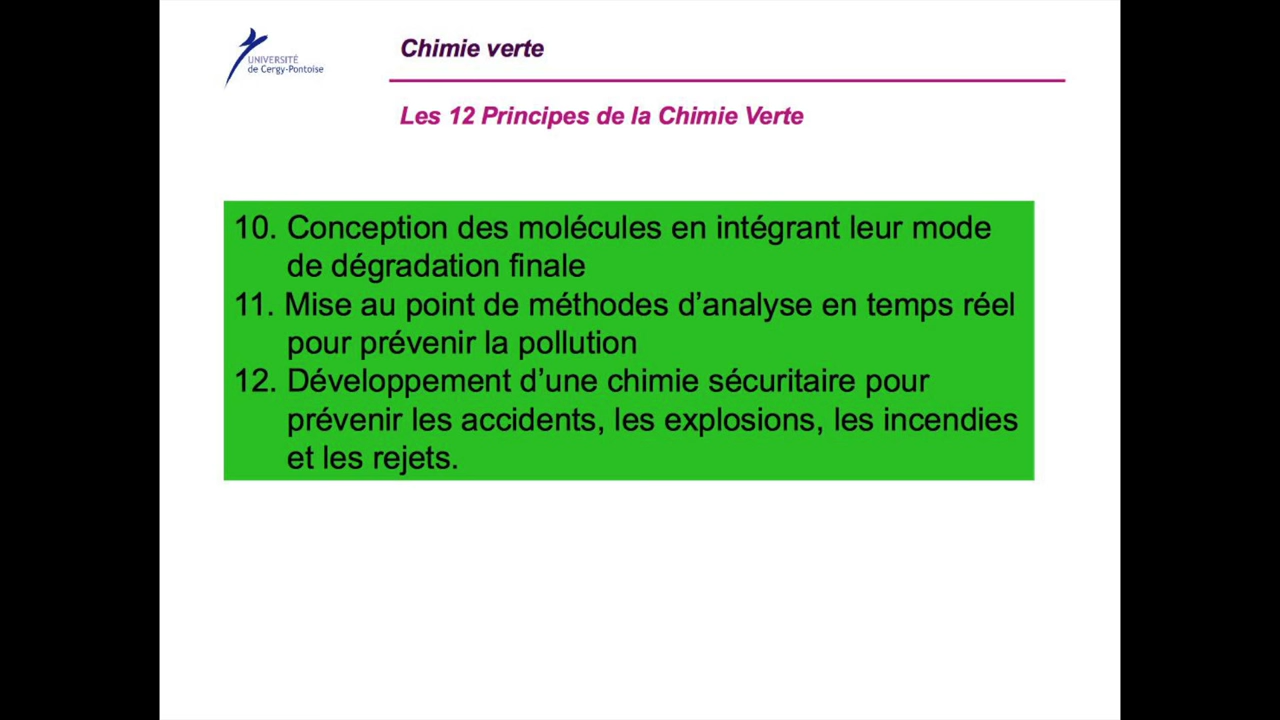 UNIVERSITÉ
de Cergy-Pontoise
Chimie verte
Les 12 Principes de la Chimie Verte
10. Conception des molécules en intégrant leur mode
de dégradation finale
11. Mise au point de méthodes d’analyse en temps réel
pour prévenir la pollution
12. Développement d’une chimie sécuritaire pour
prévenir les accidents, les explosions, les incendies
et les rejets.